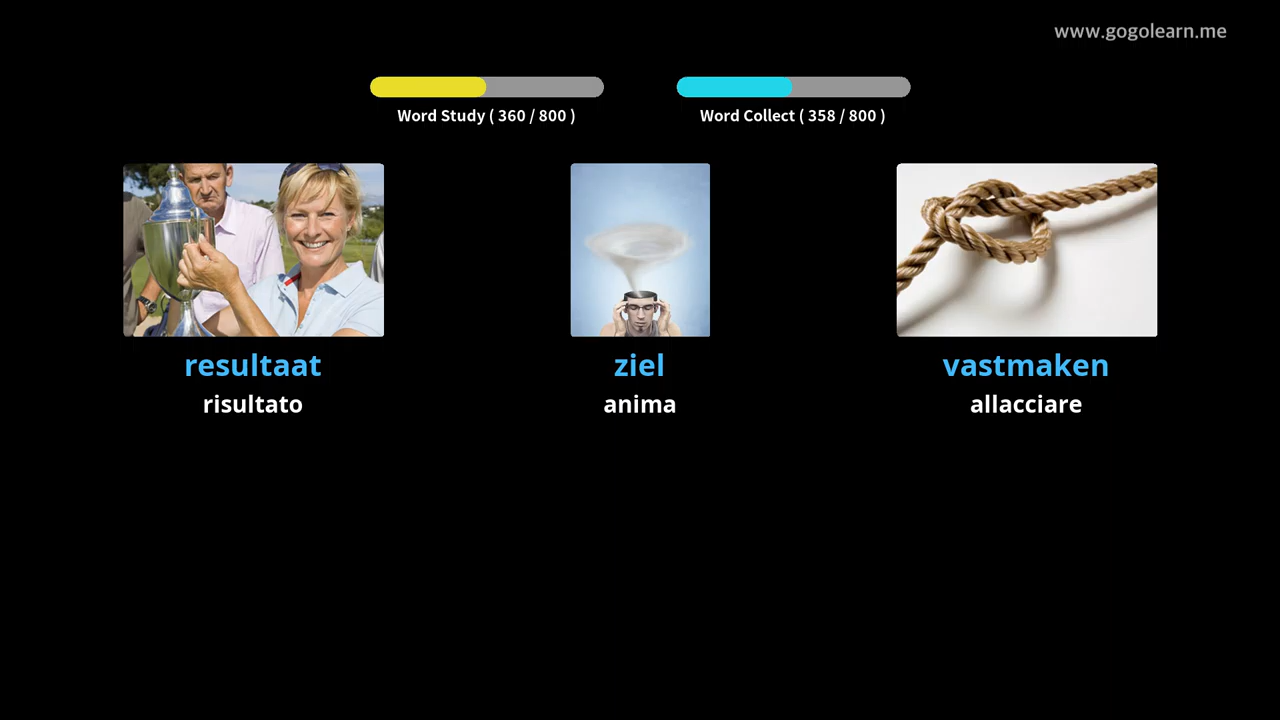 www.gogolearn.me
Word Study ( 360 / 800 )
Word Collect ( 358 / 800 )
resultaat
risultato
ziel
anima
vastmaken
allacciare